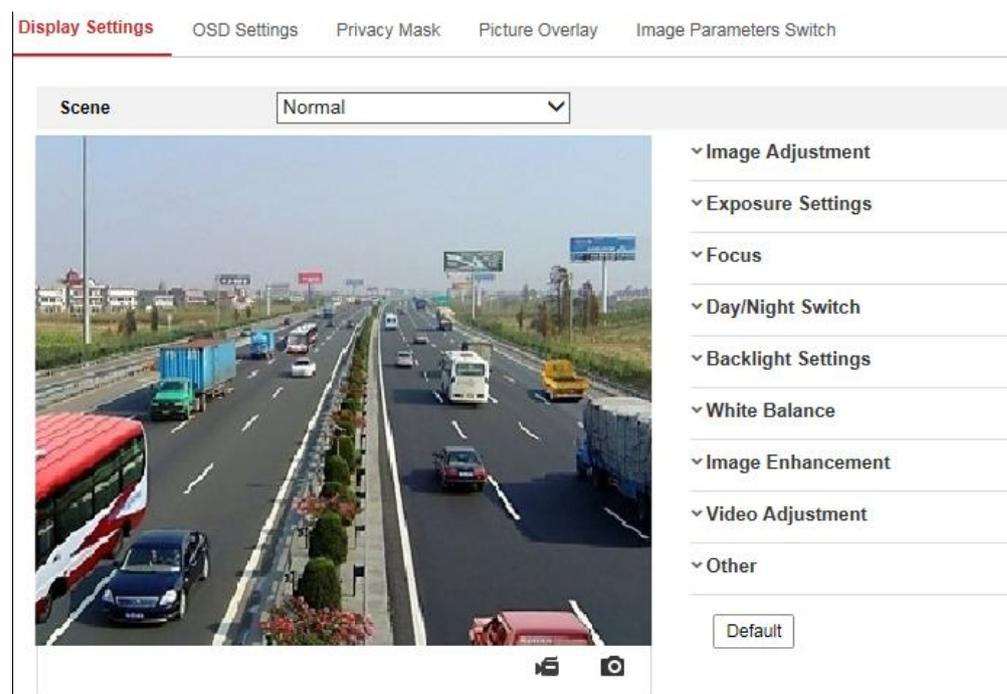 Display Settings OSD Settings Privacy Mask Picture Overlay Image Parameters Switch
Scene Normal
Image Adjustment
Exposure Settings
Focus
Day/Night Switch
Backlight Settings
White Balance
Image Enhancement
Video Adjustment
Other
Default